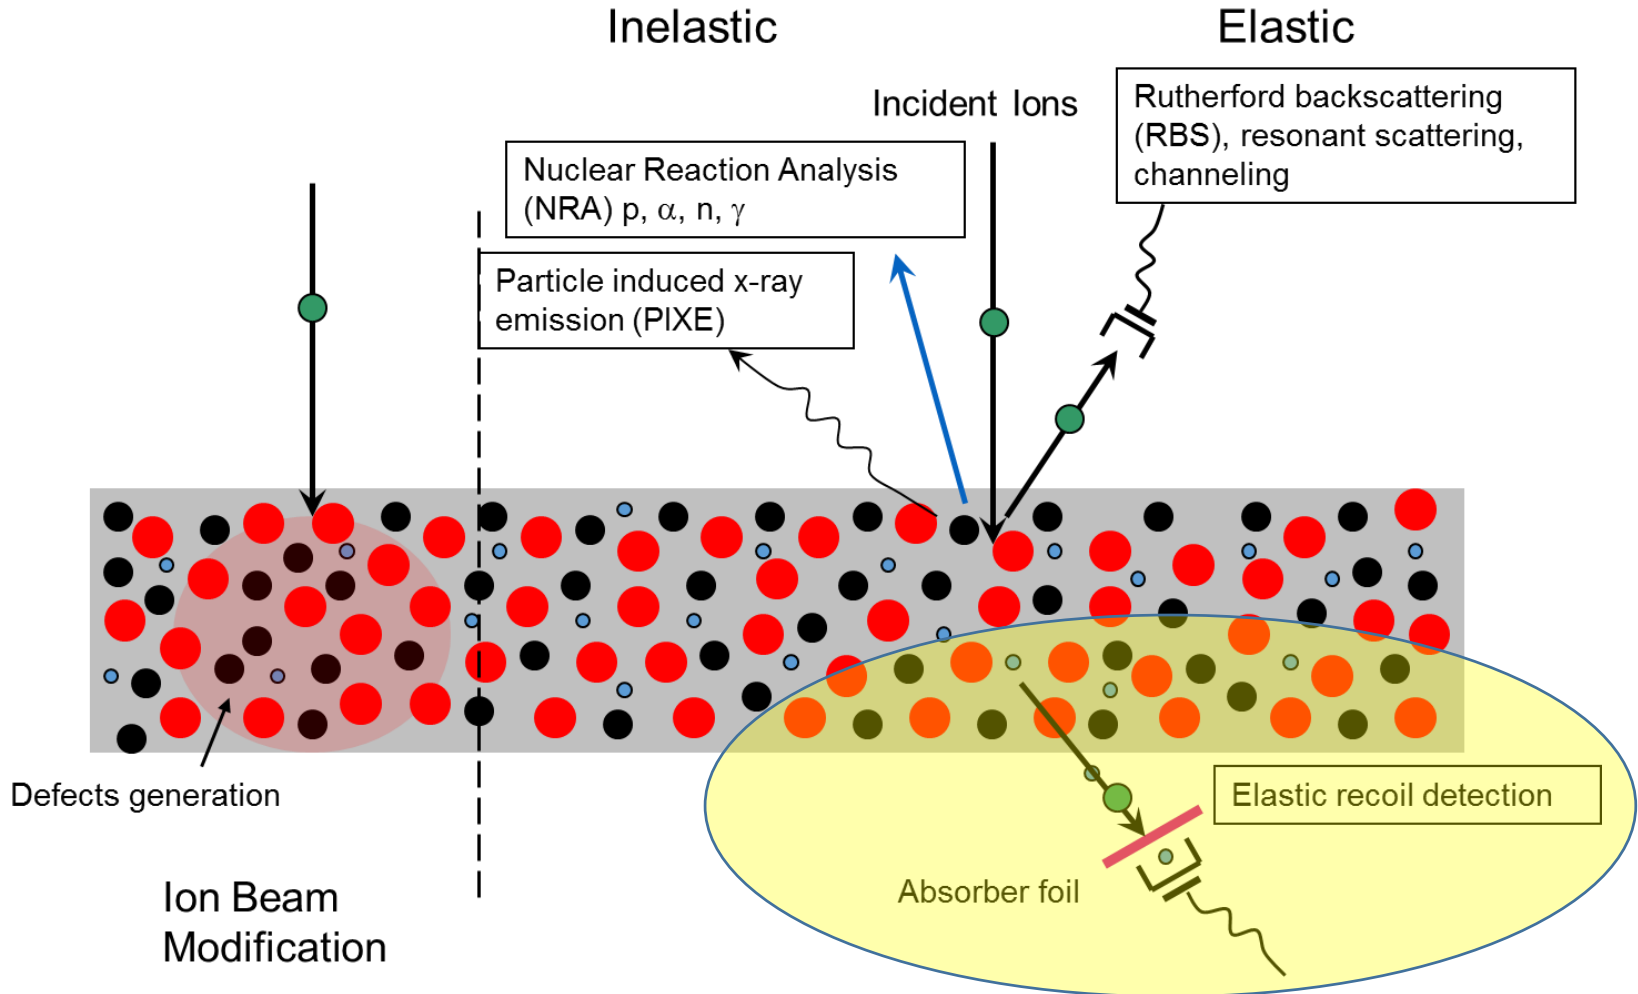 Inelastic
Elastic
Incident Ions
Rutherford backscattering
(RBS), resonant scattering,
channeling
Nuclear Reaction Analysis
(NRA) p, α, n, γ
Particle induced x-ray
emission (PIXE)
Defects generation
Elastic recoil detection
Absorber foil
Ion Beam
Modification